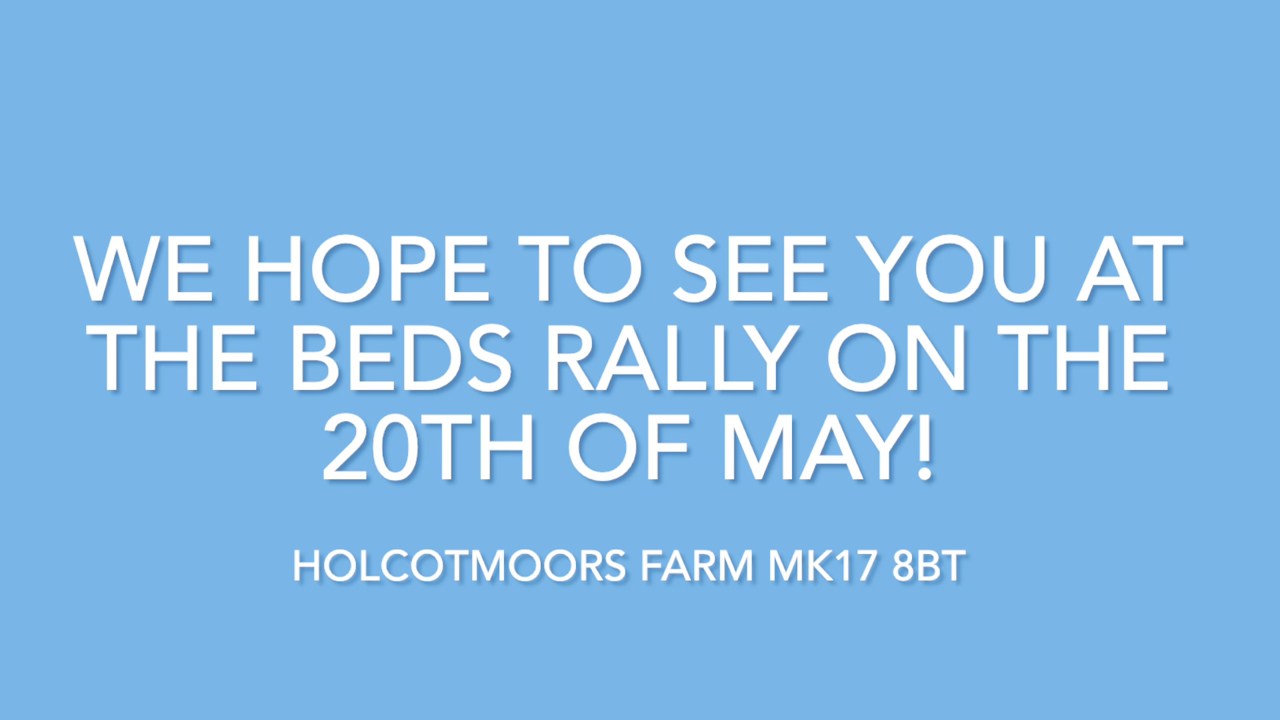 WE HOPE TO SEE YOU AT
THE BEDS RALLY ON THE
20TH OF MAY!
HOLCOTMOORS FARM MK17 8BT